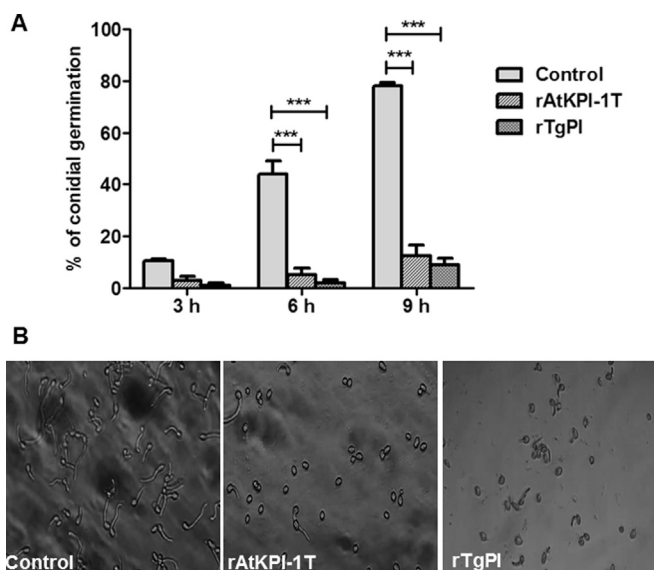 A
% of conidial germination
100
80
60
40
20
0
***
***
***
***
3 h
6 h
9 h
Control
rAtKPI-1T
rTgPI
B
Control
rAtKPI-1T
rTgPI